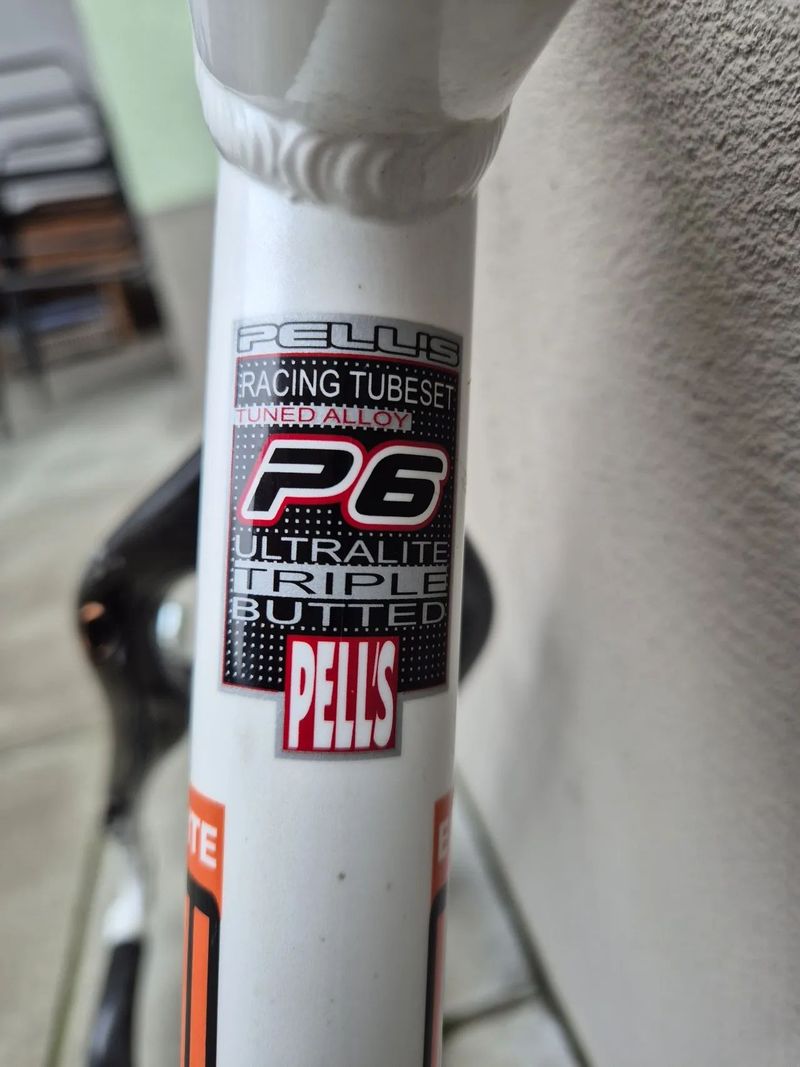 PELL'S
RACING TUBESET
TUNED ALLOY
P6
ULTRALITE
TRIPLE
BUTTED
PELL'S